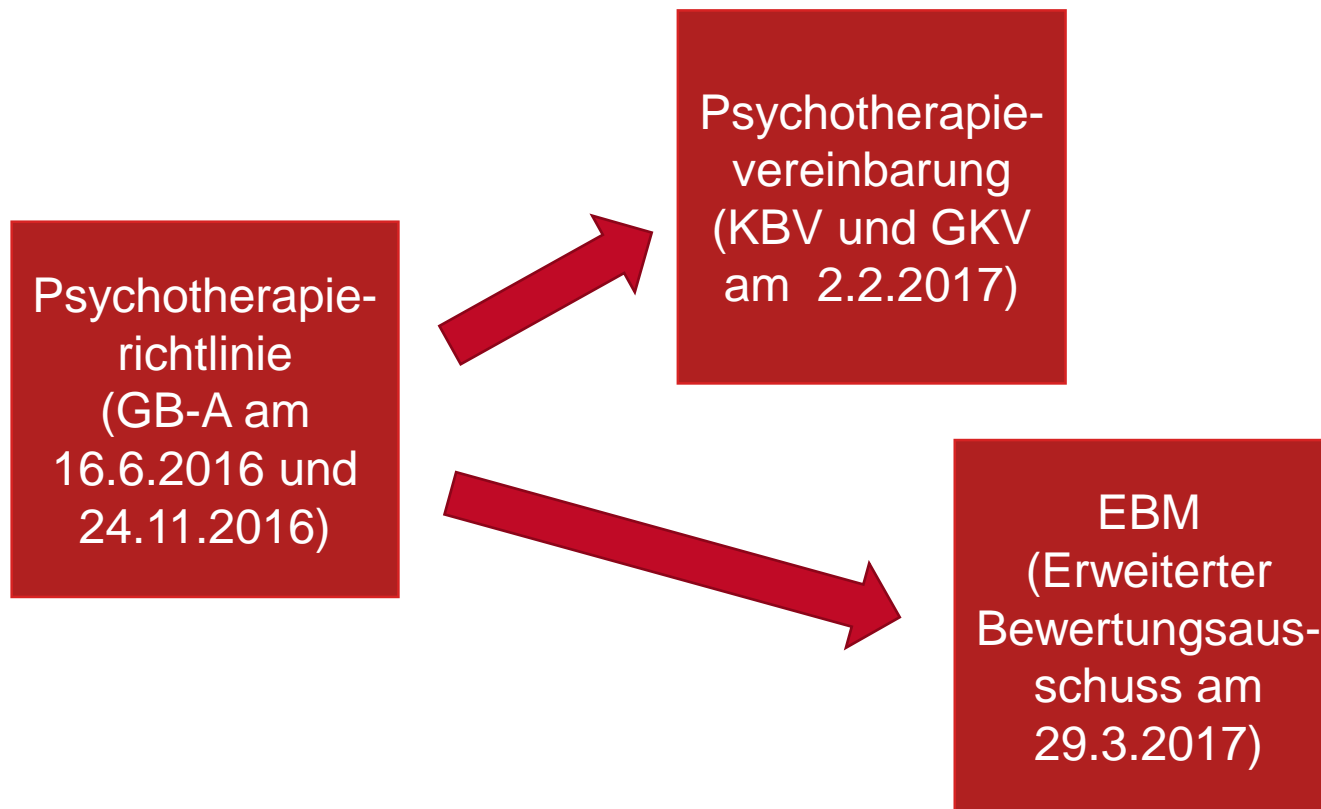 Psychotherapie-
richtlinie
(GB-A am
16.6.2016 und
24.11.2016)
Psychotherapie-
vereinbarung
(KBV und GKV
am 2.2.2017)
EBM
(Erweiterter
Bewertungsaus-
schuss am
29.3.2017)